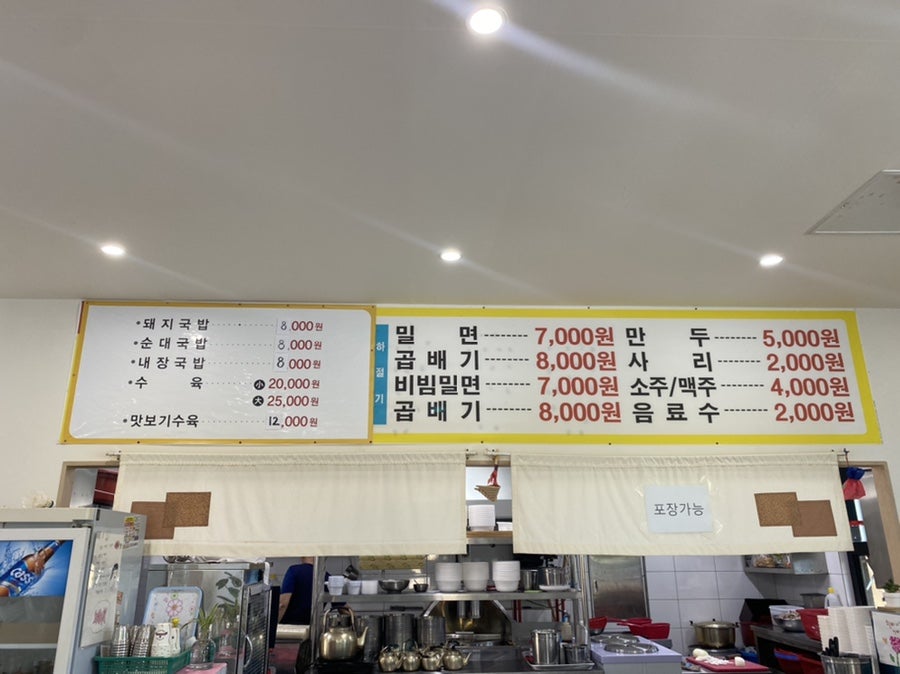 •돼지국밥 8,000원
•순대국밥 8,000원
•내장국밥 8,000원
•수 육 小 20,000원
大 25,000원
•맛보기수육 12,000원
하절기
밀 면 7,000원
곱배기 8,000원
비빔밀면 7,000원
곱배기 8,000원
만 두 5,000원
사 리 2,000원
소주/맥주 4,000원
음료수 2,000원
포장가능
Cass